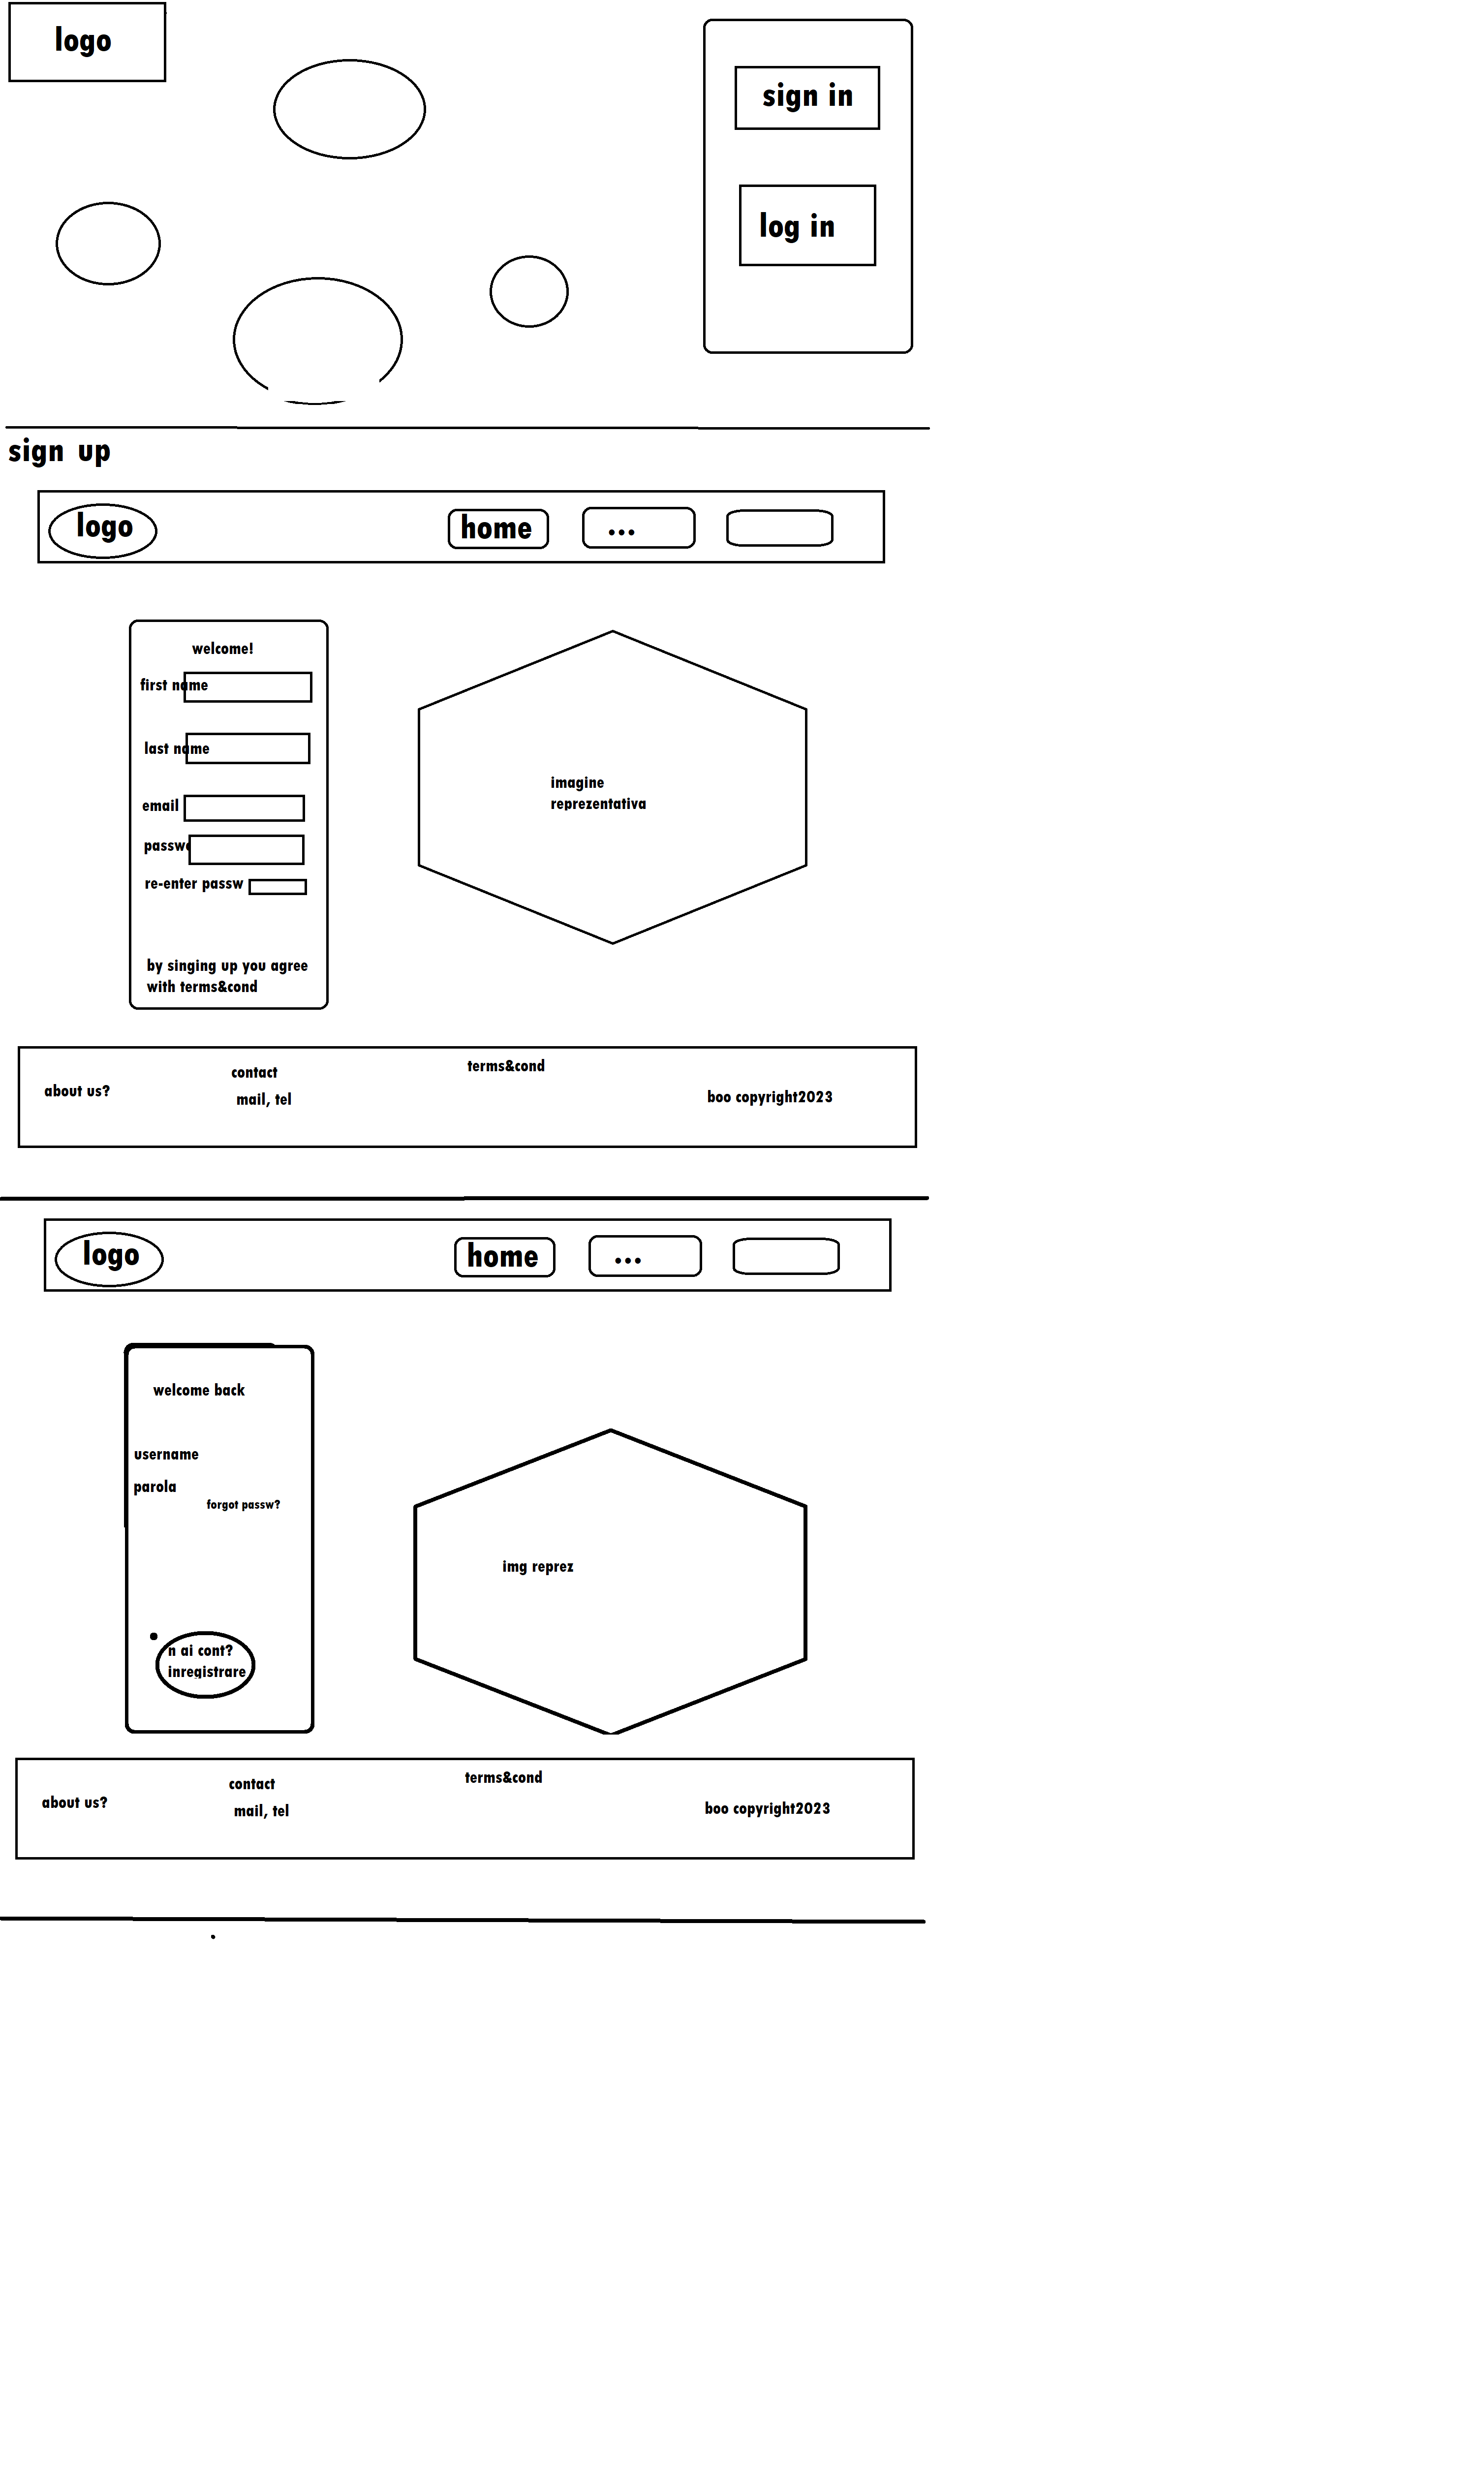 logo
sign in
log in
sign up
logo
home
...
welcome!
first name
last name
email
passwo
re-enter passw
by singing up you agree
with terms&cond
imagine
reprezentativa
about us?
contact
mail, tel
terms&cond
boo copyright2023
logo
home
...
welcome back
username
parola
forgot passw?
n ai cont?
inregistrare
img reprez
about us?
contact
mail, tel
terms&cond
boo copyright2023